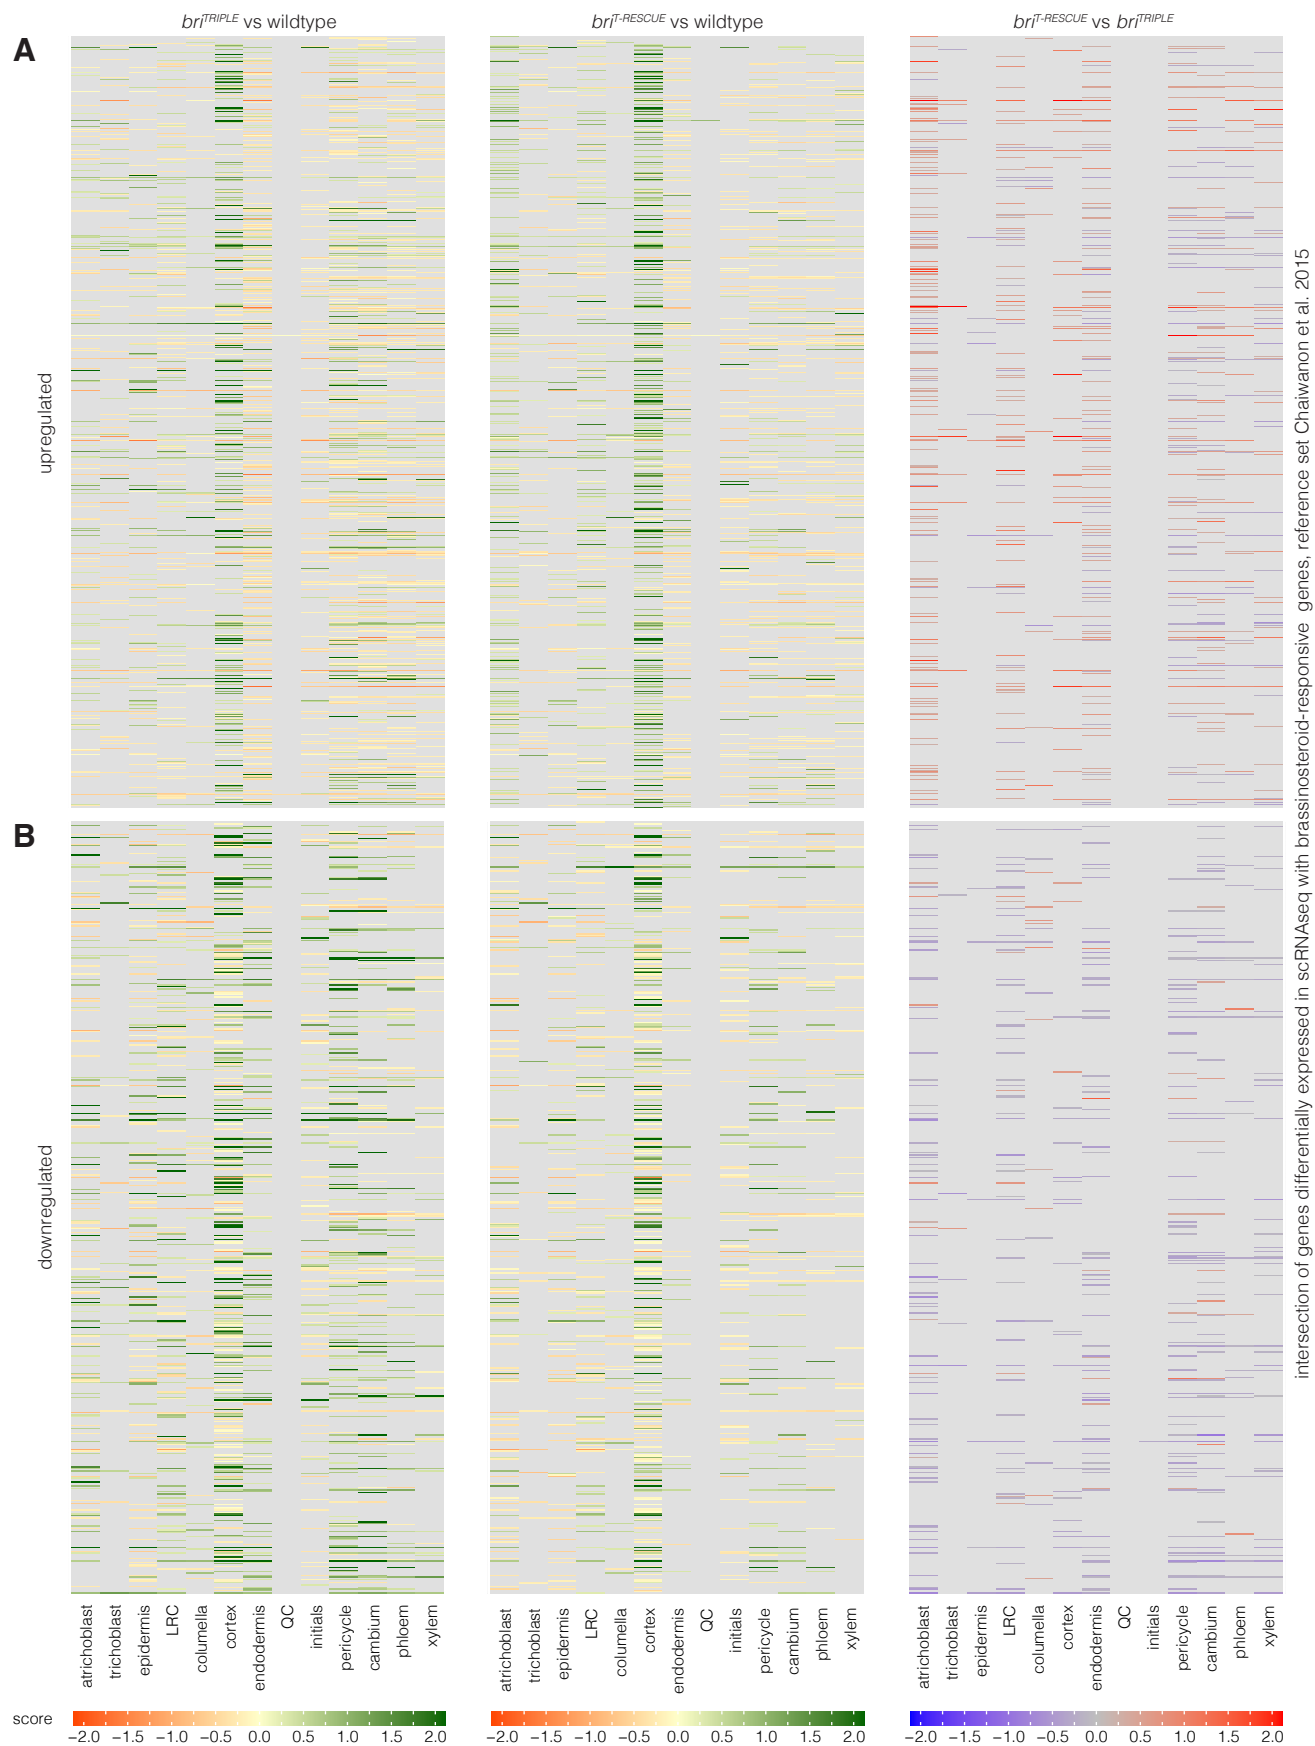 bri^TRIPLE vs wildtype
bri^T-RESCUE vs wildtype
bri^T-RESCUE vs bri^TRIPLE
A
upregulated
B
downregulated
intersection of genes differentially expressed in scRNAseq with brassinosteroid-responsive genes, reference set Chaiwanon et al. 2015
atrichoblast
trichoblast
epidermis
LRC
columella
cortex
endodermis
QC
initials
pericycle
cambium
phloem
xylem
atrichoblast
trichoblast
epidermis
LRC
columella
cortex
endodermis
QC
initials
pericycle
cambium
phloem
xylem
atrichoblast
trichoblast
epidermis
LRC
columella
cortex
endodermis
QC
initials
pericycle
cambium
phloem
xylem
score
−2.0 −1.5 −1.0 −0.5 0.0 0.5 1.0 1.5 2.0
−2.0 −1.5 −1.0 −0.5 0.0 0.5 1.0 1.5 2.0
−2.0 −1.5 −1.0 −0.5 0.0 0.5 1.0 1.5 2.0